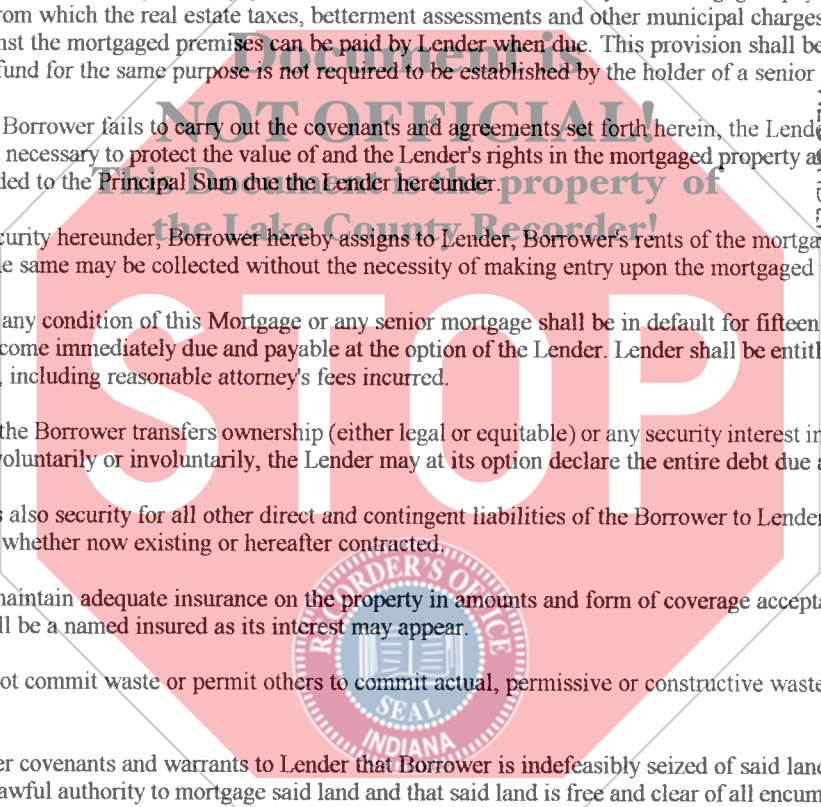 rom which the real estate taxes, betterment assessments and other municipal charges
nst the mortgaged premises can be paid by Lender when due. This provision shall be
Document is
fund for the same purpose is not required to be established by the holder of a senior
NOT OFFICIAL!
Borrower fails to carry out the covenants and agreements set forth herein, the Lende
necessary to protect the value of and the Lender's rights in the mortgaged property a
This Document is the property of
led to the Principal Sum due the Lender hereunder.
the Lake County Recorder!
curity hereunder, Borrower hereby assigns to Lender, Borrower's rents of the mortga
e same may be collected without the necessity of making entry upon the mortgaged
any condition of this Mortgage or any senior mortgage shall be in default for fifteen
come immediately due and payable at the option of the Lender. Lender shall be entitl
, including reasonable attorney's fees incurred.
STOP
the Borrower transfers ownership (either legal or equitable) or any security interest in
voluntarily or involuntarily, the Lender may at its option declare the entire debt due a
s also security for all other direct and contingent liabilities of the Borrower to Lender
whether now existing or hereafter contracted.
RECORDER'S OFFICE
naintain adequate insurance on the property in amounts and form of coverage accepta
ll be a named insured as its interest may appear.
ot commit waste or permit others to commit actual, permissive or constructive waste
SEAL
INDIANA
er covenants and warrants to Lender that Borrower is indefeasibly seized of said land
awful authority to mortgage said land and that said land is free and clear of all encum